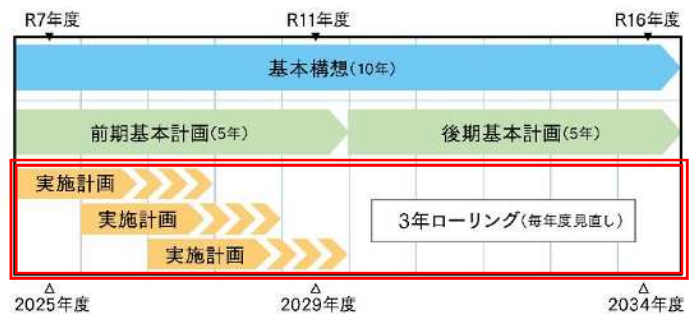 R7年度 R11年度 R16年度
基本構想(10年)
前期基本計画(5年) 後期基本計画(5年)
実施計画
実施計画 3年ローリング(毎年度見直し)
実施計画
2025年度 2029年度 2034年度